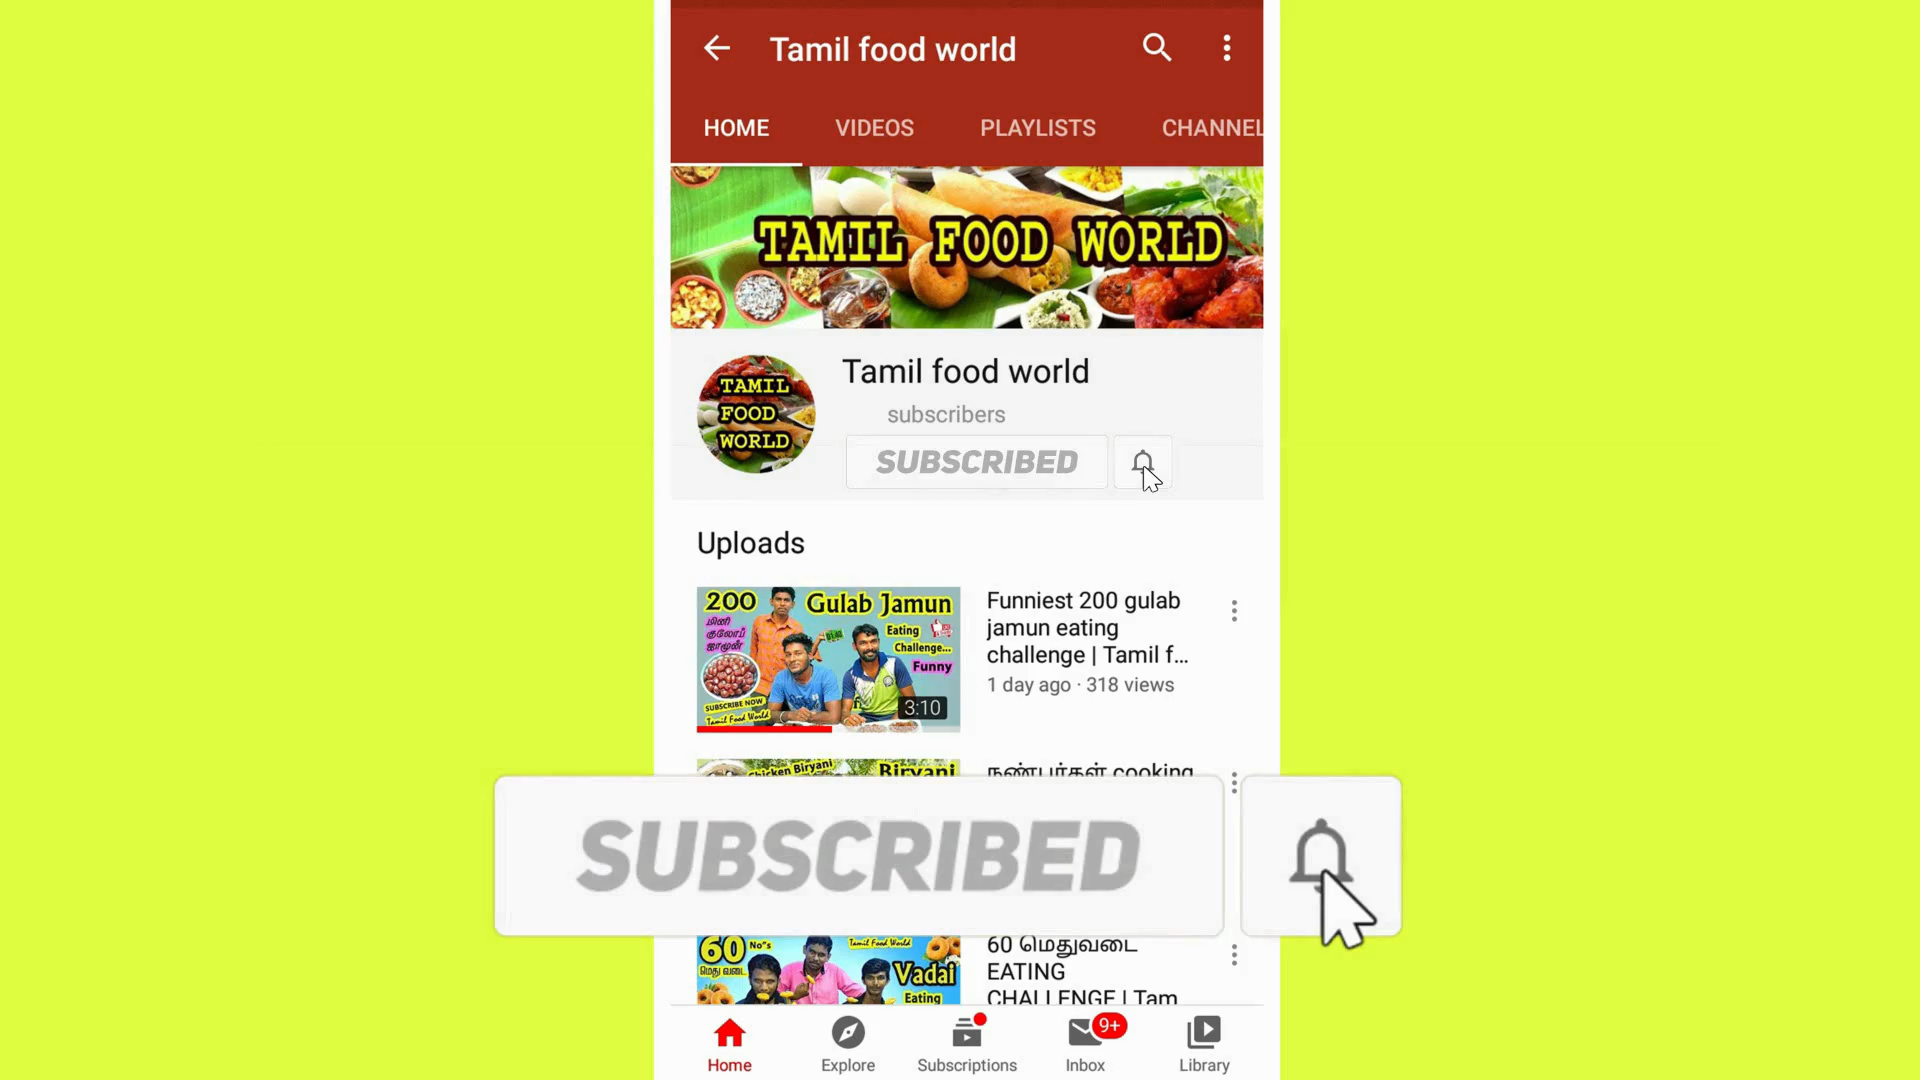 Tamil food world
HOME VIDEOS PLAYLISTS CHANNEL
TAMIL FOOD WORLD
TAMIL
FOOD
WORLD
Tamil food world
subscribers
SUBSCRIBED
Uploads
200 Gulab Jamun
மினி
குலோப்
ஜாமூன்
Eating
Challenge...
Funny
SUBSCRIBE NOW
Tamil Food World
3:10
Funniest 200 gulab
jamun eating
challenge | Tamil f...
1 day ago · 318 views
Chicken Biryani
Biryani
நண்பர்கள் cooking
SUBSCRIBED
60 No"s
மெது வடை
Tamil Food World
Vadai
Eating
60 மெதுவடை
EATING
CHALLENGE | Tam
Home Explore Subscriptions Inbox Library
9+